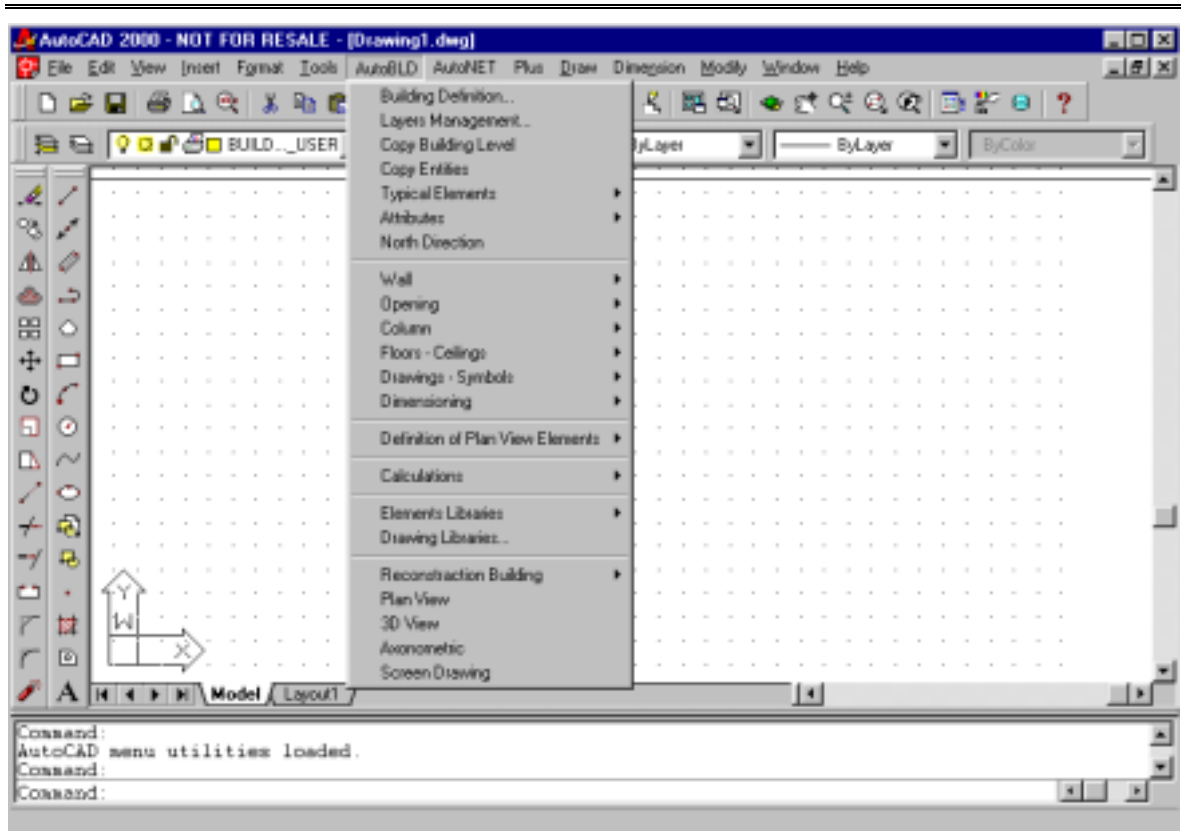 AutoCAD 2000 - NOT FOR RESALE - [Drawing1.dwg]
File Edit View Insert Format Tools AutoBLD AutoNET Plus Draw Dimension Modify Window Help
BUILD..._USER
ByLayer
ByLayer
ByColor
Building Definition...
Layers Management...
Copy Building Level
Copy Entities
Typical Elements
Attributes
North Direction
Wall
Opening
Column
Floors - Ceilings
Drawings - Symbols
Dimensioning
Definition of Plan View Elements
Calculations
Elements Libraries
Drawing Libraries...
Reconstraction Building
Plan View
3D View
Axonometric
Screen Drawing
Y
W
X
A
Model Layout1
Command:
AutoCAD menu utilities loaded.
Command:
Command: